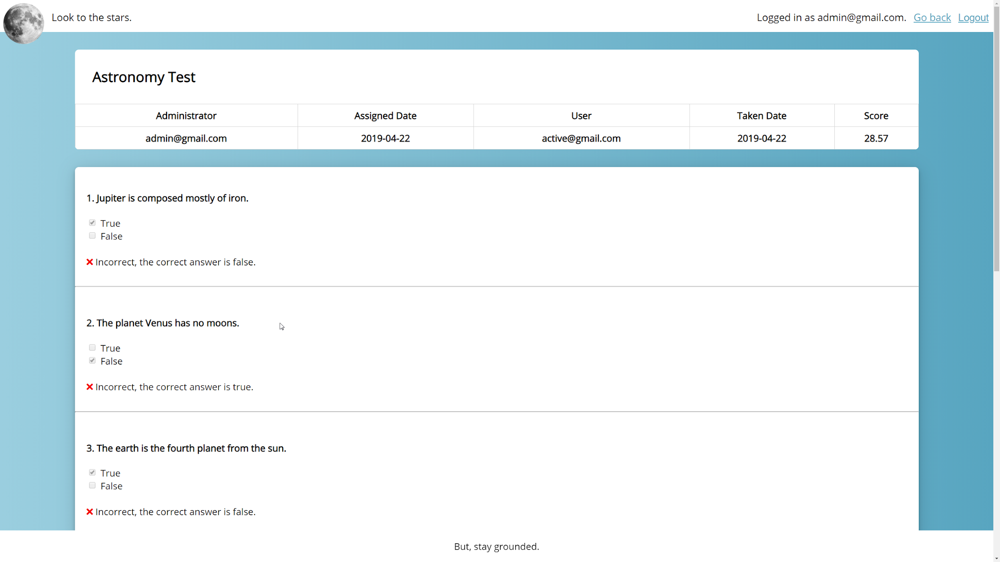 Look to the stars.
Logged in as admin@gmail.com. Go back Logout
Astronomy Test
Administrator Assigned Date User Taken Date Score
admin@gmail.com 2019-04-22 active@gmail.com 2019-04-22 28.57
1. Jupiter is composed mostly of iron.
True
False
Incorrect, the correct answer is false.
2. The planet Venus has no moons.
True
False
Incorrect, the correct answer is true.
3. The earth is the fourth planet from the sun.
True
False
Incorrect, the correct answer is false.
But, stay grounded.